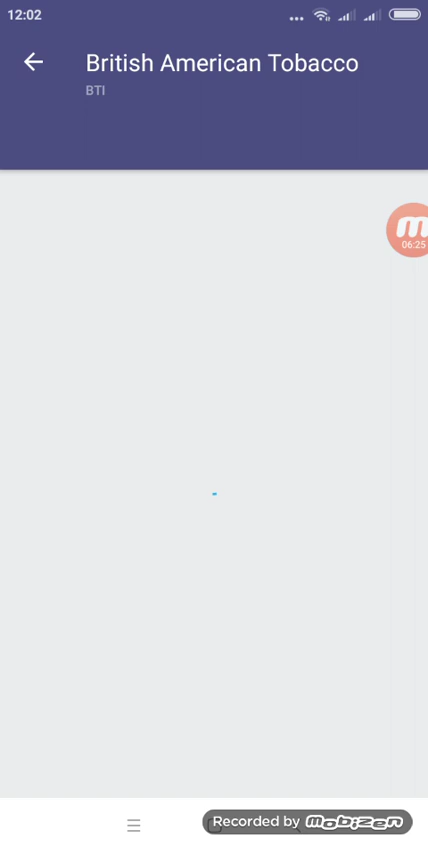 12:02
British American Tobacco
BTI
m
06:25
Recorded by mobizen